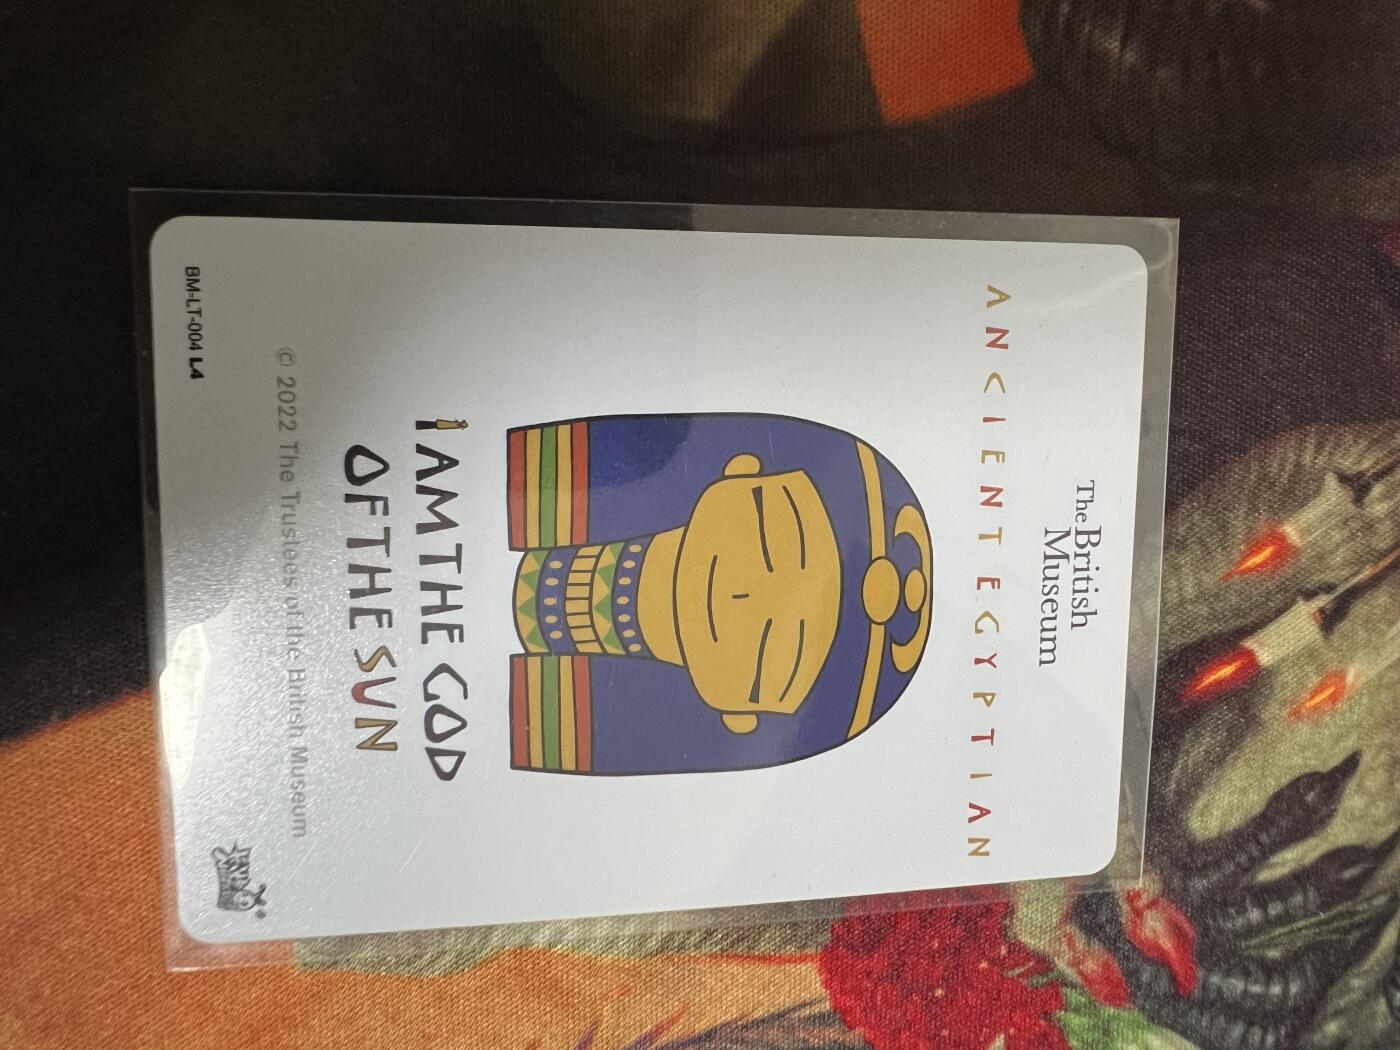 The British
Museum
ANCIENT EGYPTIAN
I AM THE GOD
OF THE SUN
© 2022 The Trustees of the British Museum
BM-LT-004 L4